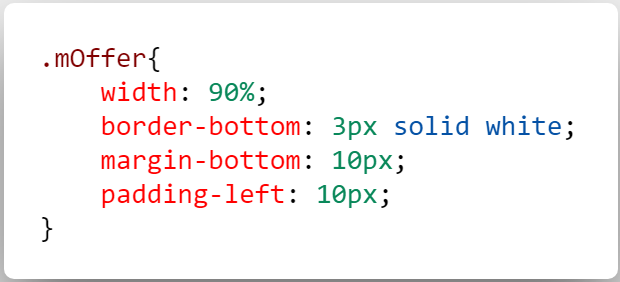 .mOffer{
    width: 90%;
    border-bottom: 3px solid white;
    margin-bottom: 10px;
    padding-left: 10px;
}